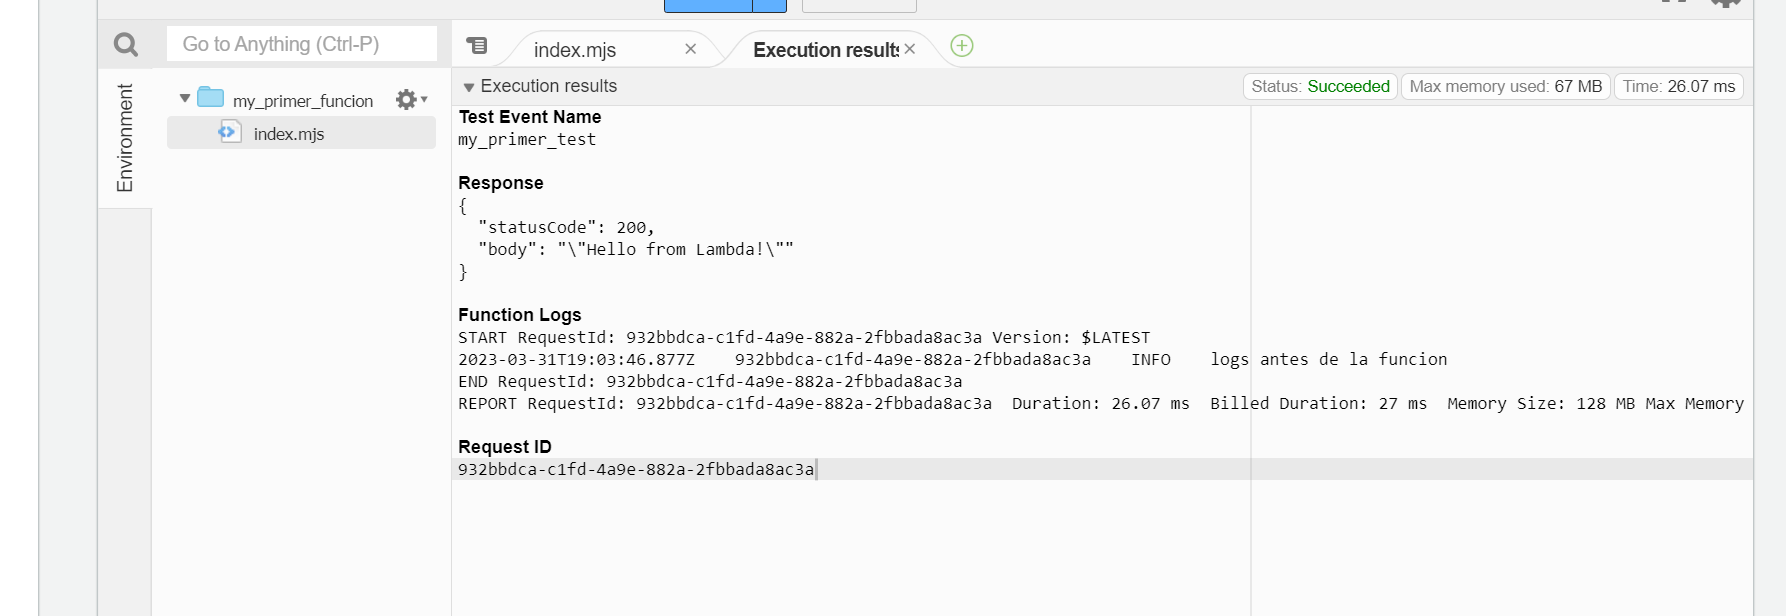 Go to Anything (Ctrl-P)
index.mjs
Execution results
Environment
my_primer_funcion
index.mjs
Execution results
Status: Succeeded
Max memory used: 67 MB
Time: 26.07 ms
Test Event Name
my_primer_test
Response
{
"statusCode": 200,
"body": "\"Hello from Lambda!\""
}
Function Logs
START RequestId: 932bbdca-c1fd-4a9e-882a-2fbbada8ac3a Version: $LATEST
2023-03-31T19:03:46.877Z 932bbdca-c1fd-4a9e-882a-2fbbada8ac3a INFO logs antes de la funcion
END RequestId: 932bbdca-c1fd-4a9e-882a-2fbbada8ac3a
REPORT RequestId: 932bbdca-c1fd-4a9e-882a-2fbbada8ac3a Duration: 26.07 ms Billed Duration: 27 ms Memory Size: 128 MB Max Memory
Request ID
932bbdca-c1fd-4a9e-882a-2fbbada8ac3a